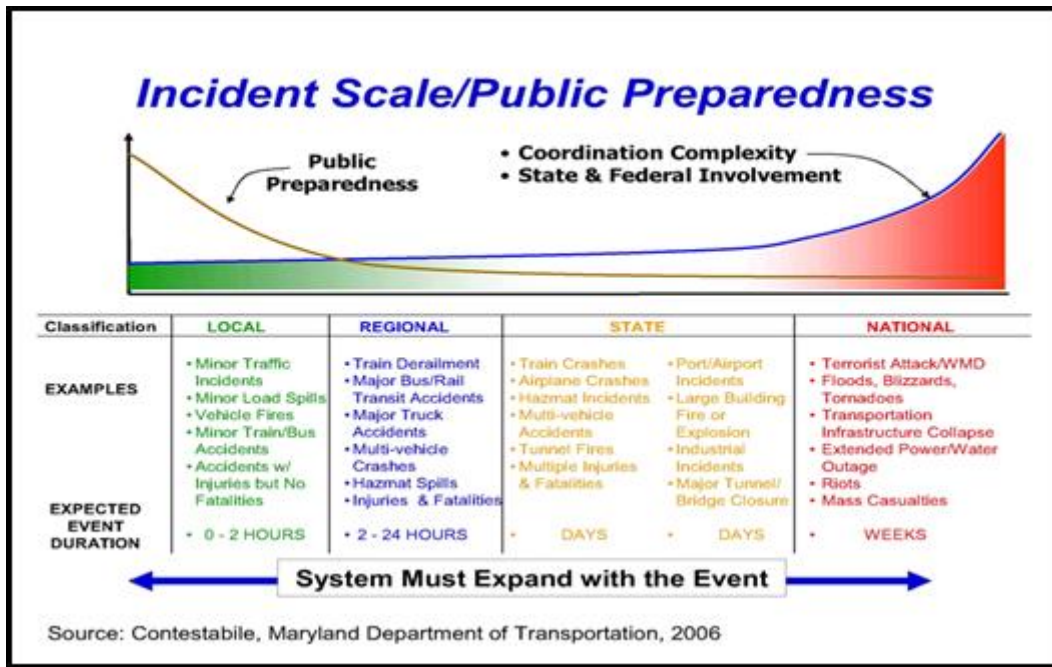 Incident Scale/Public Preparedness
Public
Preparedness
• Coordination Complexity
• State & Federal Involvement
Classification
LOCAL
REGIONAL
STATE
NATIONAL
EXAMPLES
• Minor Traffic
Incidents
• Minor Load Spills
• Vehicle Fires
• Minor Train/Bus
Accidents
• Accidents w/
Injuries but No
Fatalities
• Train Derailment
• Major Bus/Rail
Transit Accidents
• Major Truck
Accidents
• Multi-vehicle
Crashes
• Hazmat Spills
• Injuries & Fatalities
• Train Crashes
• Airplane Crashes
• Hazmat Incidents
• Multi-vehicle
Accidents
• Tunnel Fires
• Multiple Injuries
& Fatalities
• Port/Airport
Incidents
• Large Building
Fire or
Explosion
• Industrial
Incidents
• Major Tunnel/
Bridge Closure
• Terrorist Attack/WMD
• Floods, Blizzards,
Tornadoes
• Transportation
Infrastructure Collapse
• Extended Power/Water
Outage
• Riots
• Mass Casualties
EXPECTED
EVENT
DURATION
• 0 - 2 HOURS
• 2 - 24 HOURS
• DAYS
• DAYS
• WEEKS
System Must Expand with the Event
Source: Contestabile, Maryland Department of Transportation, 2006